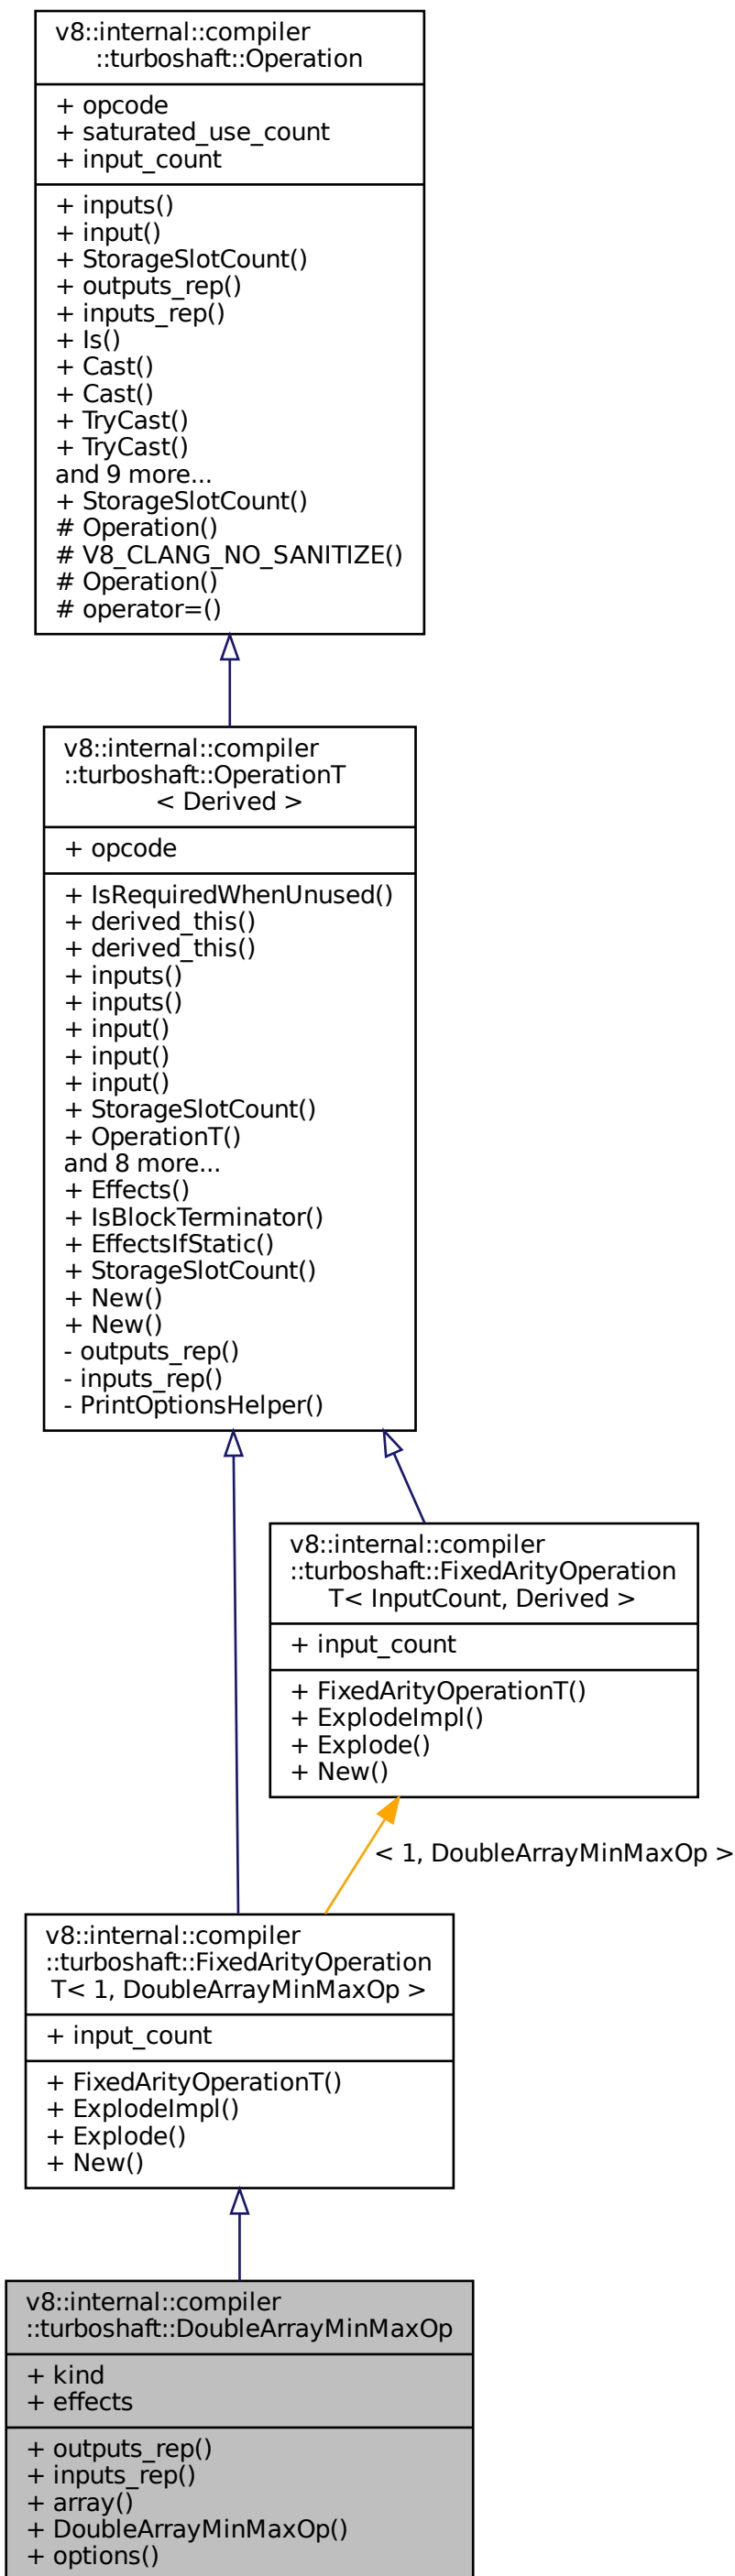 v8::internal::compiler
::turboshaft::Operation
+ opcode
+ saturated_use_count
+ input_count
+ inputs()
+ input()
+ StorageSlotCount()
+ outputs_rep()
+ inputs_rep()
+ Is()
+ Cast()
+ Cast()
+ TryCast()
+ TryCast()
and 9 more...
+ StorageSlotCount()
# Operation()
# V8_CLANG_NO_SANITIZE()
# Operation()
# operator=()
v8::internal::compiler
::turboshaft::OperationT
< Derived >
+ opcode
+ IsRequiredWhenUnused()
+ derived_this()
+ derived_this()
+ inputs()
+ inputs()
+ input()
+ input()
+ input()
+ StorageSlotCount()
+ OperationT()
and 8 more...
+ Effects()
+ IsBlockTerminator()
+ EffectsIfStatic()
+ StorageSlotCount()
+ New()
+ New()
- outputs_rep()
- inputs_rep()
- PrintOptionsHelper()
v8::internal::compiler
::turboshaft::FixedArityOperation
T< InputCount, Derived >
+ input_count
+ FixedArityOperationT()
+ ExplodeImpl()
+ Explode()
+ New()
< 1, DoubleArrayMinMaxOp >
v8::internal::compiler
::turboshaft::FixedArityOperation
T< 1, DoubleArrayMinMaxOp >
+ input_count
+ FixedArityOperationT()
+ ExplodeImpl()
+ Explode()
+ New()
v8::internal::compiler
::turboshaft::DoubleArrayMinMaxOp
+ kind
+ effects
+ outputs_rep()
+ inputs_rep()
+ array()
+ DoubleArrayMinMaxOp()
+ options()